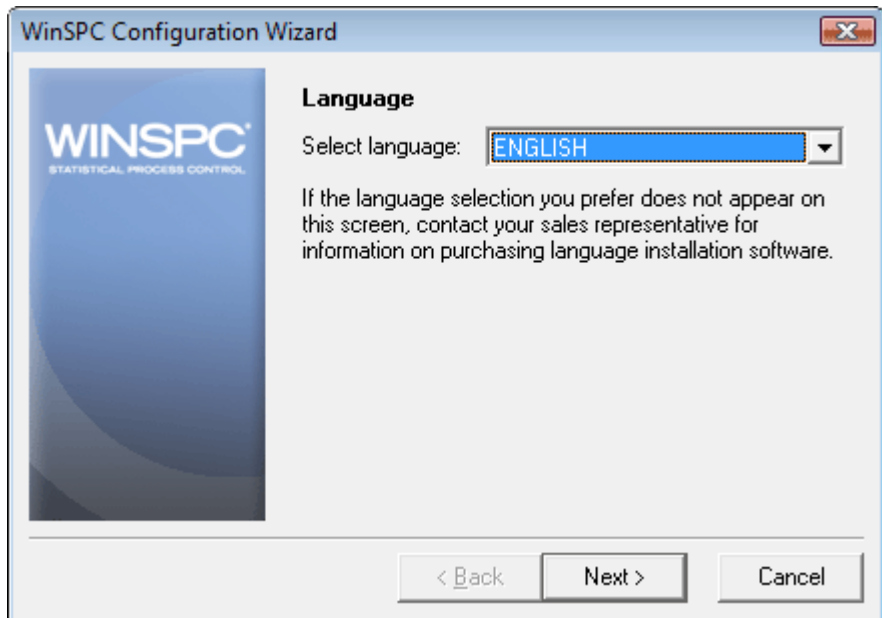 WinSPC Configuration Wizard
WINSPC
STATISTICAL PROCESS CONTROL
Language
Select language: ENGLISH
If the language selection you prefer does not appear on
this screen, contact your sales representative for
information on purchasing language installation software.
< Back Next > Cancel